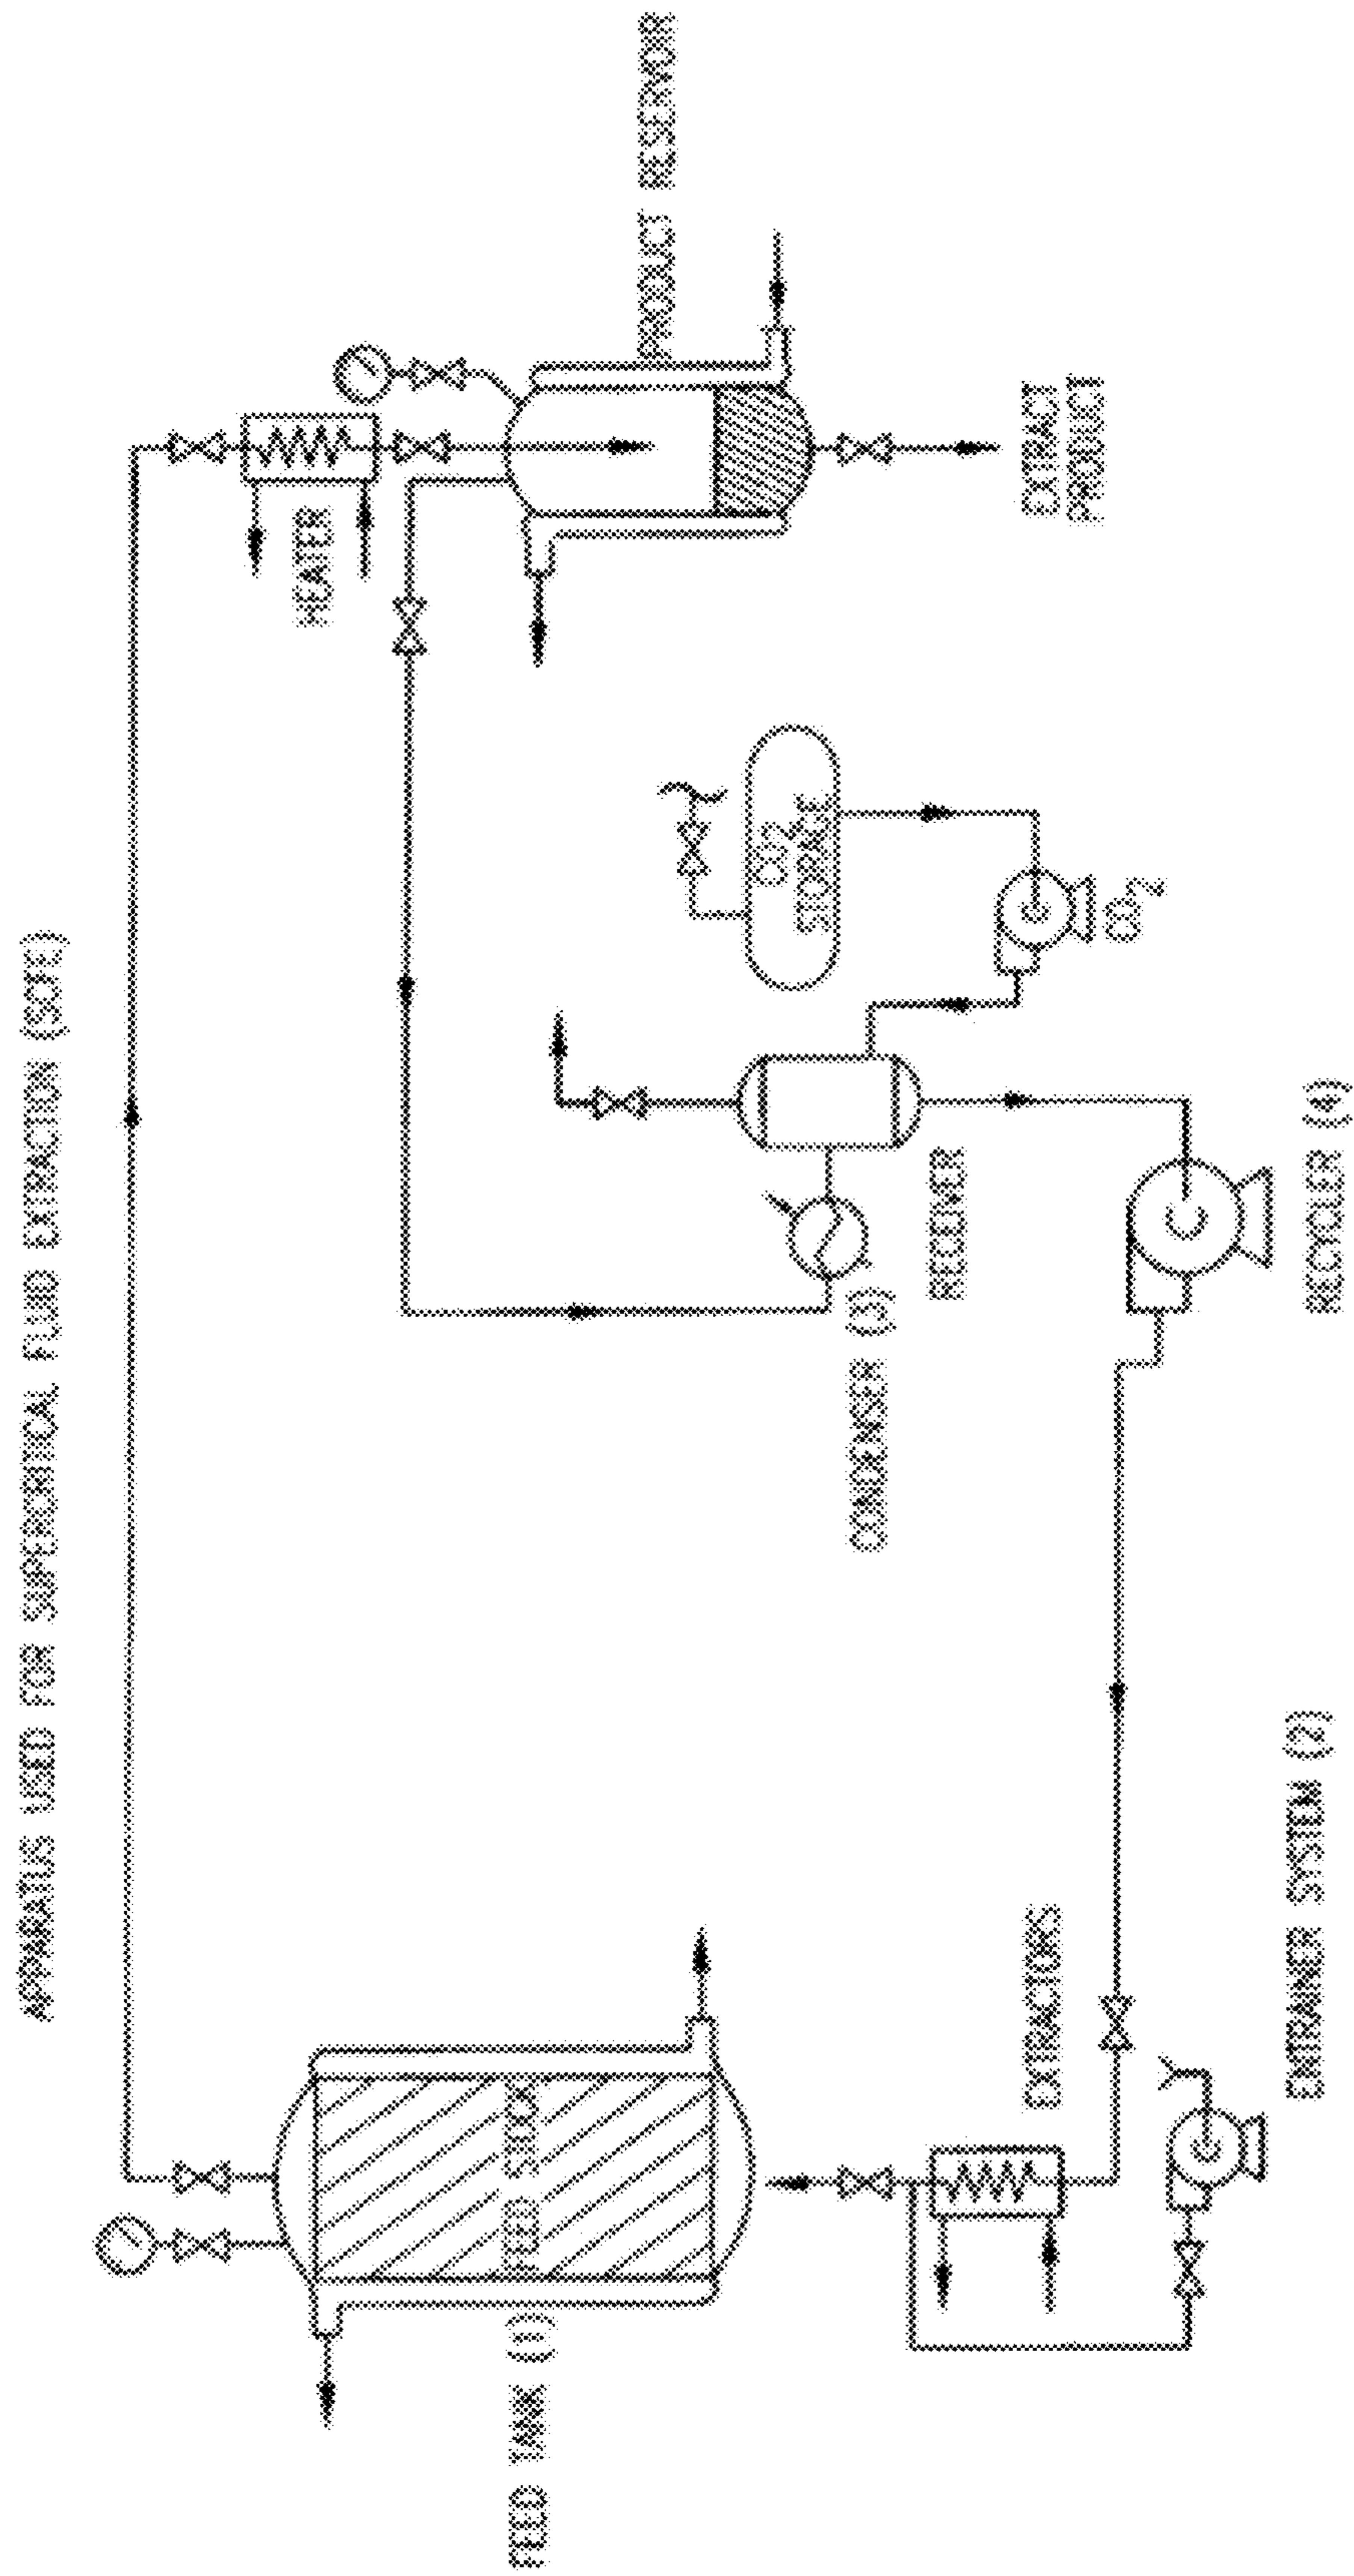 APPARATUS USED FOR SUPERCRITICAL FLUID EXTRACTION (SCFE)
HEATER
PRODUCT RESERVOIR
FEED STOCK
FEED TANK (1)
CO2
STORAGE
EXTRACT
PRODUCT
CONDENSER (3)
RECEIVER
CO2
EXTRACTORS
ENTRAINER SYSTEM (2)
RECYCLER (4)